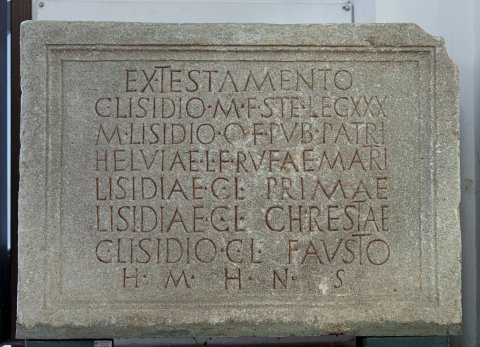 EX·TESTAMENTO
C·LISIDIO·M·F·STE·LEG·XXX
M·LISIDIO·Q·F·PVB·PATRI
HELVIAE·L·F·RVFAE·MATRI
LISIDIAE·C·L· PRIMAE
LISIDIAE·C·L· CHRESTAE
C·LISIDIO·C·L· FAVSTO
H· M· H· N· S